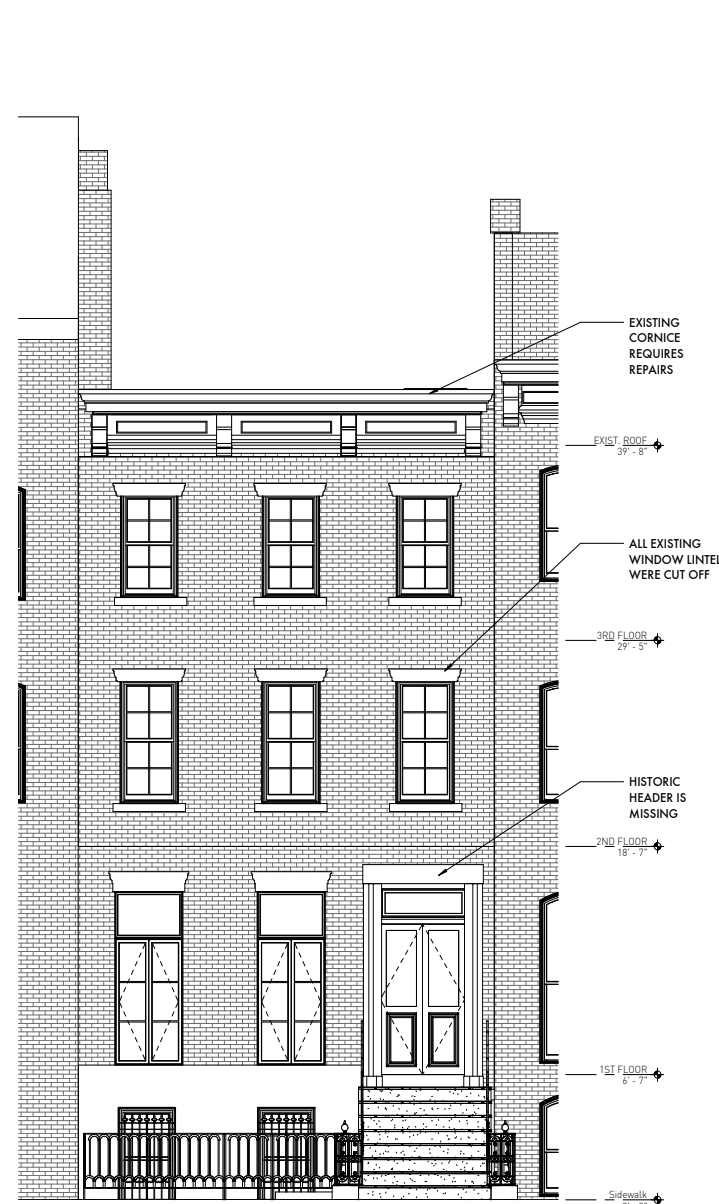 EXISTING
CORNICE
REQUIRES
REPAIRS
EXIST. ROOF
39' - 8"
ALL EXISTING
WINDOW LINTEL
WERE CUT OFF
3RD FLOOR
29' - 5"
HISTORIC
HEADER IS
MISSING
2ND FLOOR
18' - 7"
1ST FLOOR
6' - 7"
Sidewalk